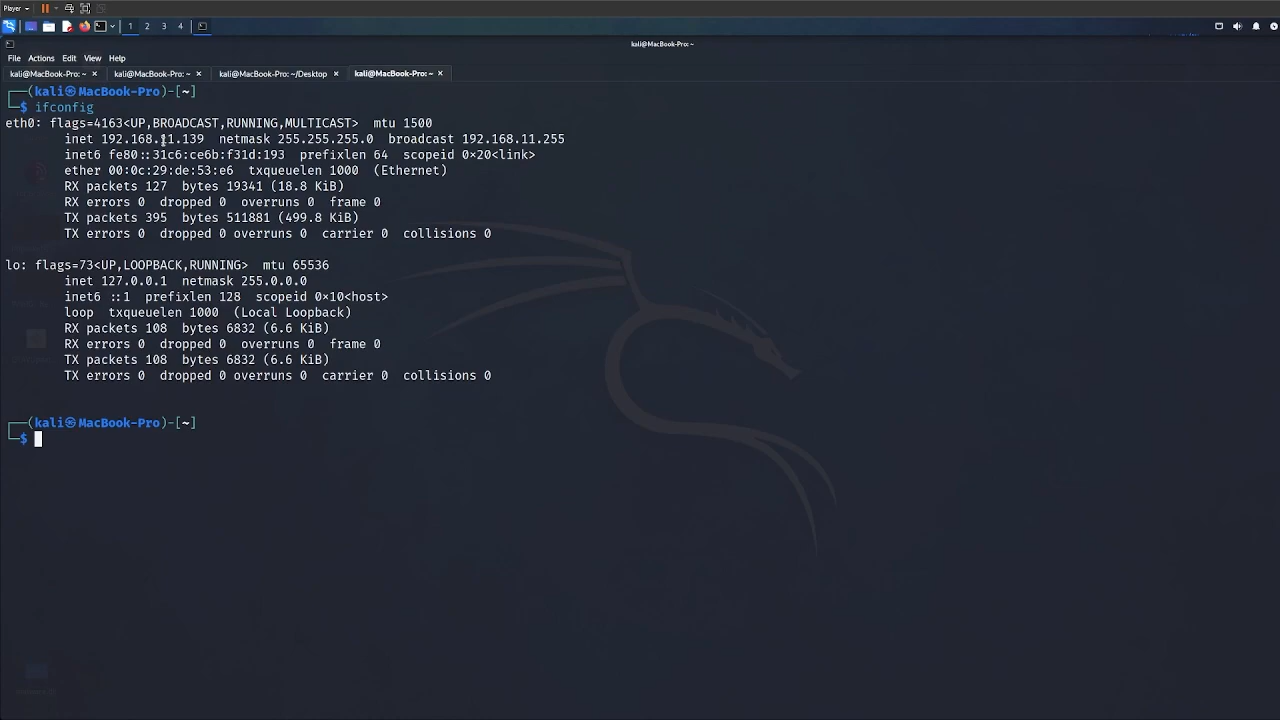 Player
1 2 3 4
kali@MacBook-Pro: ~
File Actions Edit View Help
kali@MacBook-Pro: ~ × kali@MacBook-Pro: ~ × kali@MacBook-Pro: ~/Desktop × kali@MacBook-Pro: ~ ×
┌──(kali㉿MacBook-Pro)-[~]
└─$ ifconfig
eth0: flags=4163<UP,BROADCAST,RUNNING,MULTICAST> mtu 1500
inet 192.168.11.139 netmask 255.255.255.0 broadcast 192.168.11.255
inet6 fe80::31c6:ce6b:f31d:193 prefixlen 64 scopeid 0×20<link>
ether 00:0c:29:de:53:e6 txqueuelen 1000 (Ethernet)
RX packets 127 bytes 19341 (18.8 KiB)
RX errors 0 dropped 0 overruns 0 frame 0
TX packets 395 bytes 511881 (499.8 KiB)
TX errors 0 dropped 0 overruns 0 carrier 0 collisions 0
lo: flags=73<UP,LOOPBACK,RUNNING> mtu 65536
inet 127.0.0.1 netmask 255.0.0.0
inet6 ::1 prefixlen 128 scopeid 0×10<host>
loop txqueuelen 1000 (Local Loopback)
RX packets 108 bytes 6832 (6.6 KiB)
RX errors 0 dropped 0 overruns 0 frame 0
TX packets 108 bytes 6832 (6.6 KiB)
TX errors 0 dropped 0 overruns 0 carrier 0 collisions 0
┌──(kali㉿MacBook-Pro)-[~]
└─$